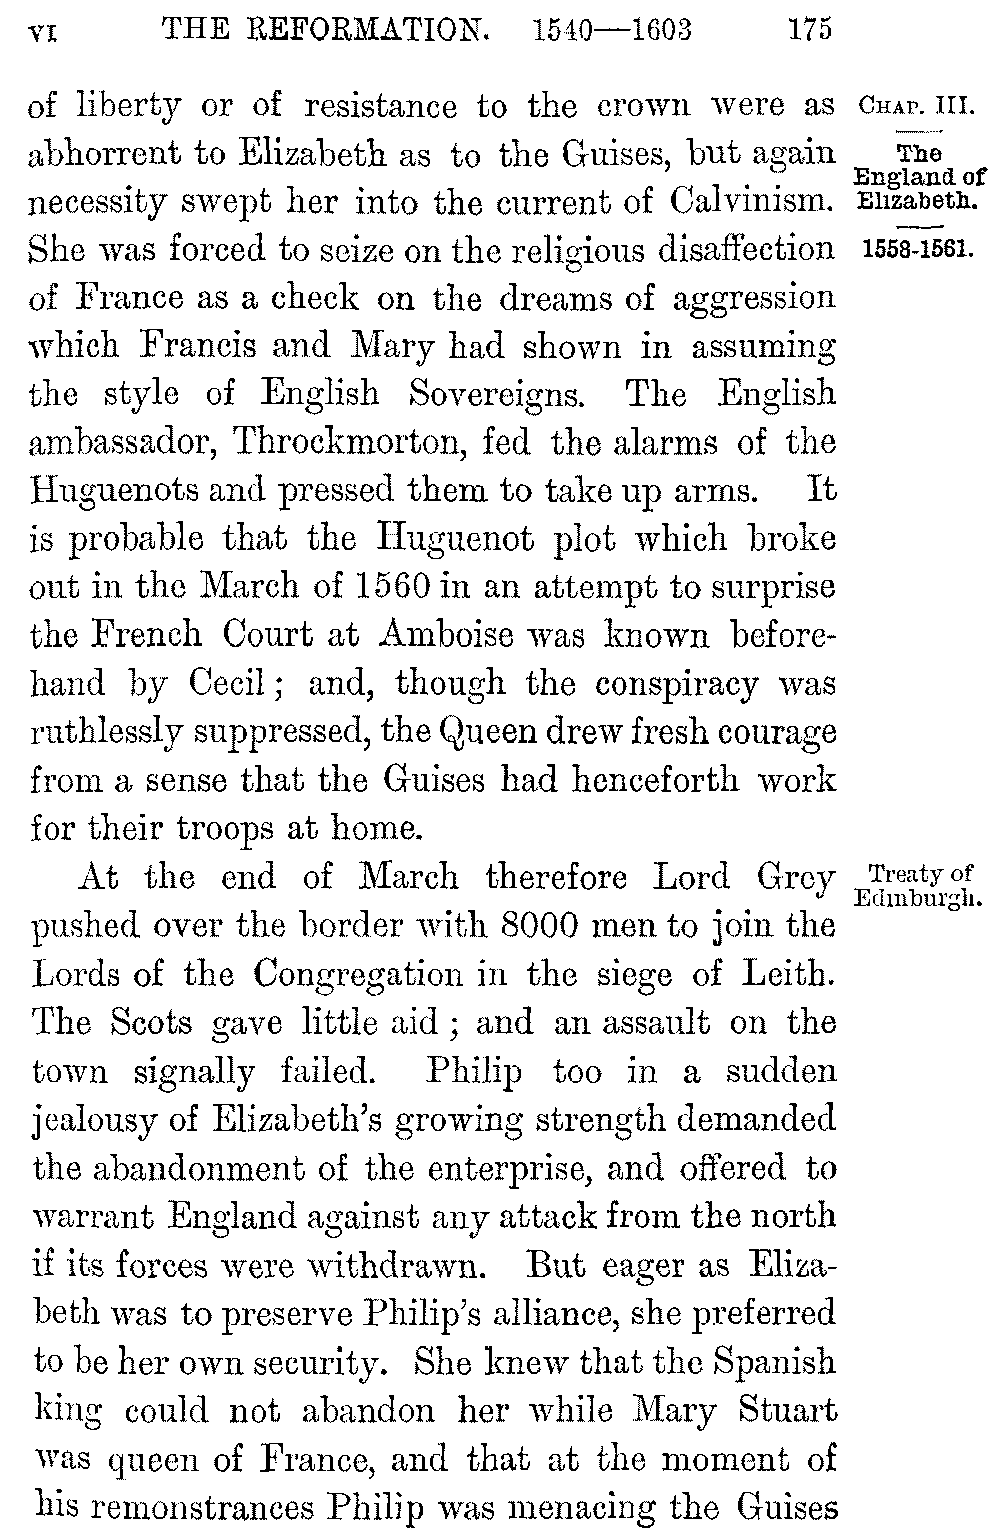 VI THE REFORMATION. 1540—1603 175
of liberty or of resistance to the crown were as
abhorrent to Elizabeth as to the Guises, but again
necessity swept her into the current of Calvinism.
She was forced to seize on the religious disaffection
of France as a check on the dreams of aggression
which Francis and Mary had shown in assuming
the style of English Sovereigns. The English
ambassador, Throckmorton, fed the alarms of the
Huguenots and pressed them to take up arms. It
is probable that the Huguenot plot which broke
out in the March of 1560 in an attempt to surprise
the French Court at Amboise was known before-
hand by Cecil; and, though the conspiracy was
ruthlessly suppressed, the Queen drew fresh courage
from a sense that the Guises had henceforth work
for their troops at home.
At the end of March therefore Lord Grey
pushed over the border with 8000 men to join the
Lords of the Congregation in the siege of Leith.
The Scots gave little aid; and an assault on the
town signally failed. Philip too in a sudden
jealousy of Elizabeth's growing strength demanded
the abandonment of the enterprise, and offered to
warrant England against any attack from the north
if its forces were withdrawn. But eager as Eliza-
beth was to preserve Philip's alliance, she preferred
to be her own security. She knew that the Spanish
king could not abandon her while Mary Stuart
was queen of France, and that at the moment of
his remonstrances Philip was menacing the Guises
CHAP. III.
The
England of
Elizabeth.
1558-1561.
Treaty of
Edinburgh.